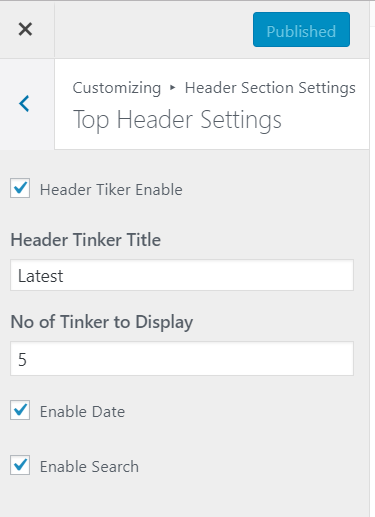 Published
Customizing ▸ Header Section Settings
Top Header Settings
Header Tiker Enable
Header Tinker Title
Latest
No of Tinker to Display
5
Enable Date
Enable Search